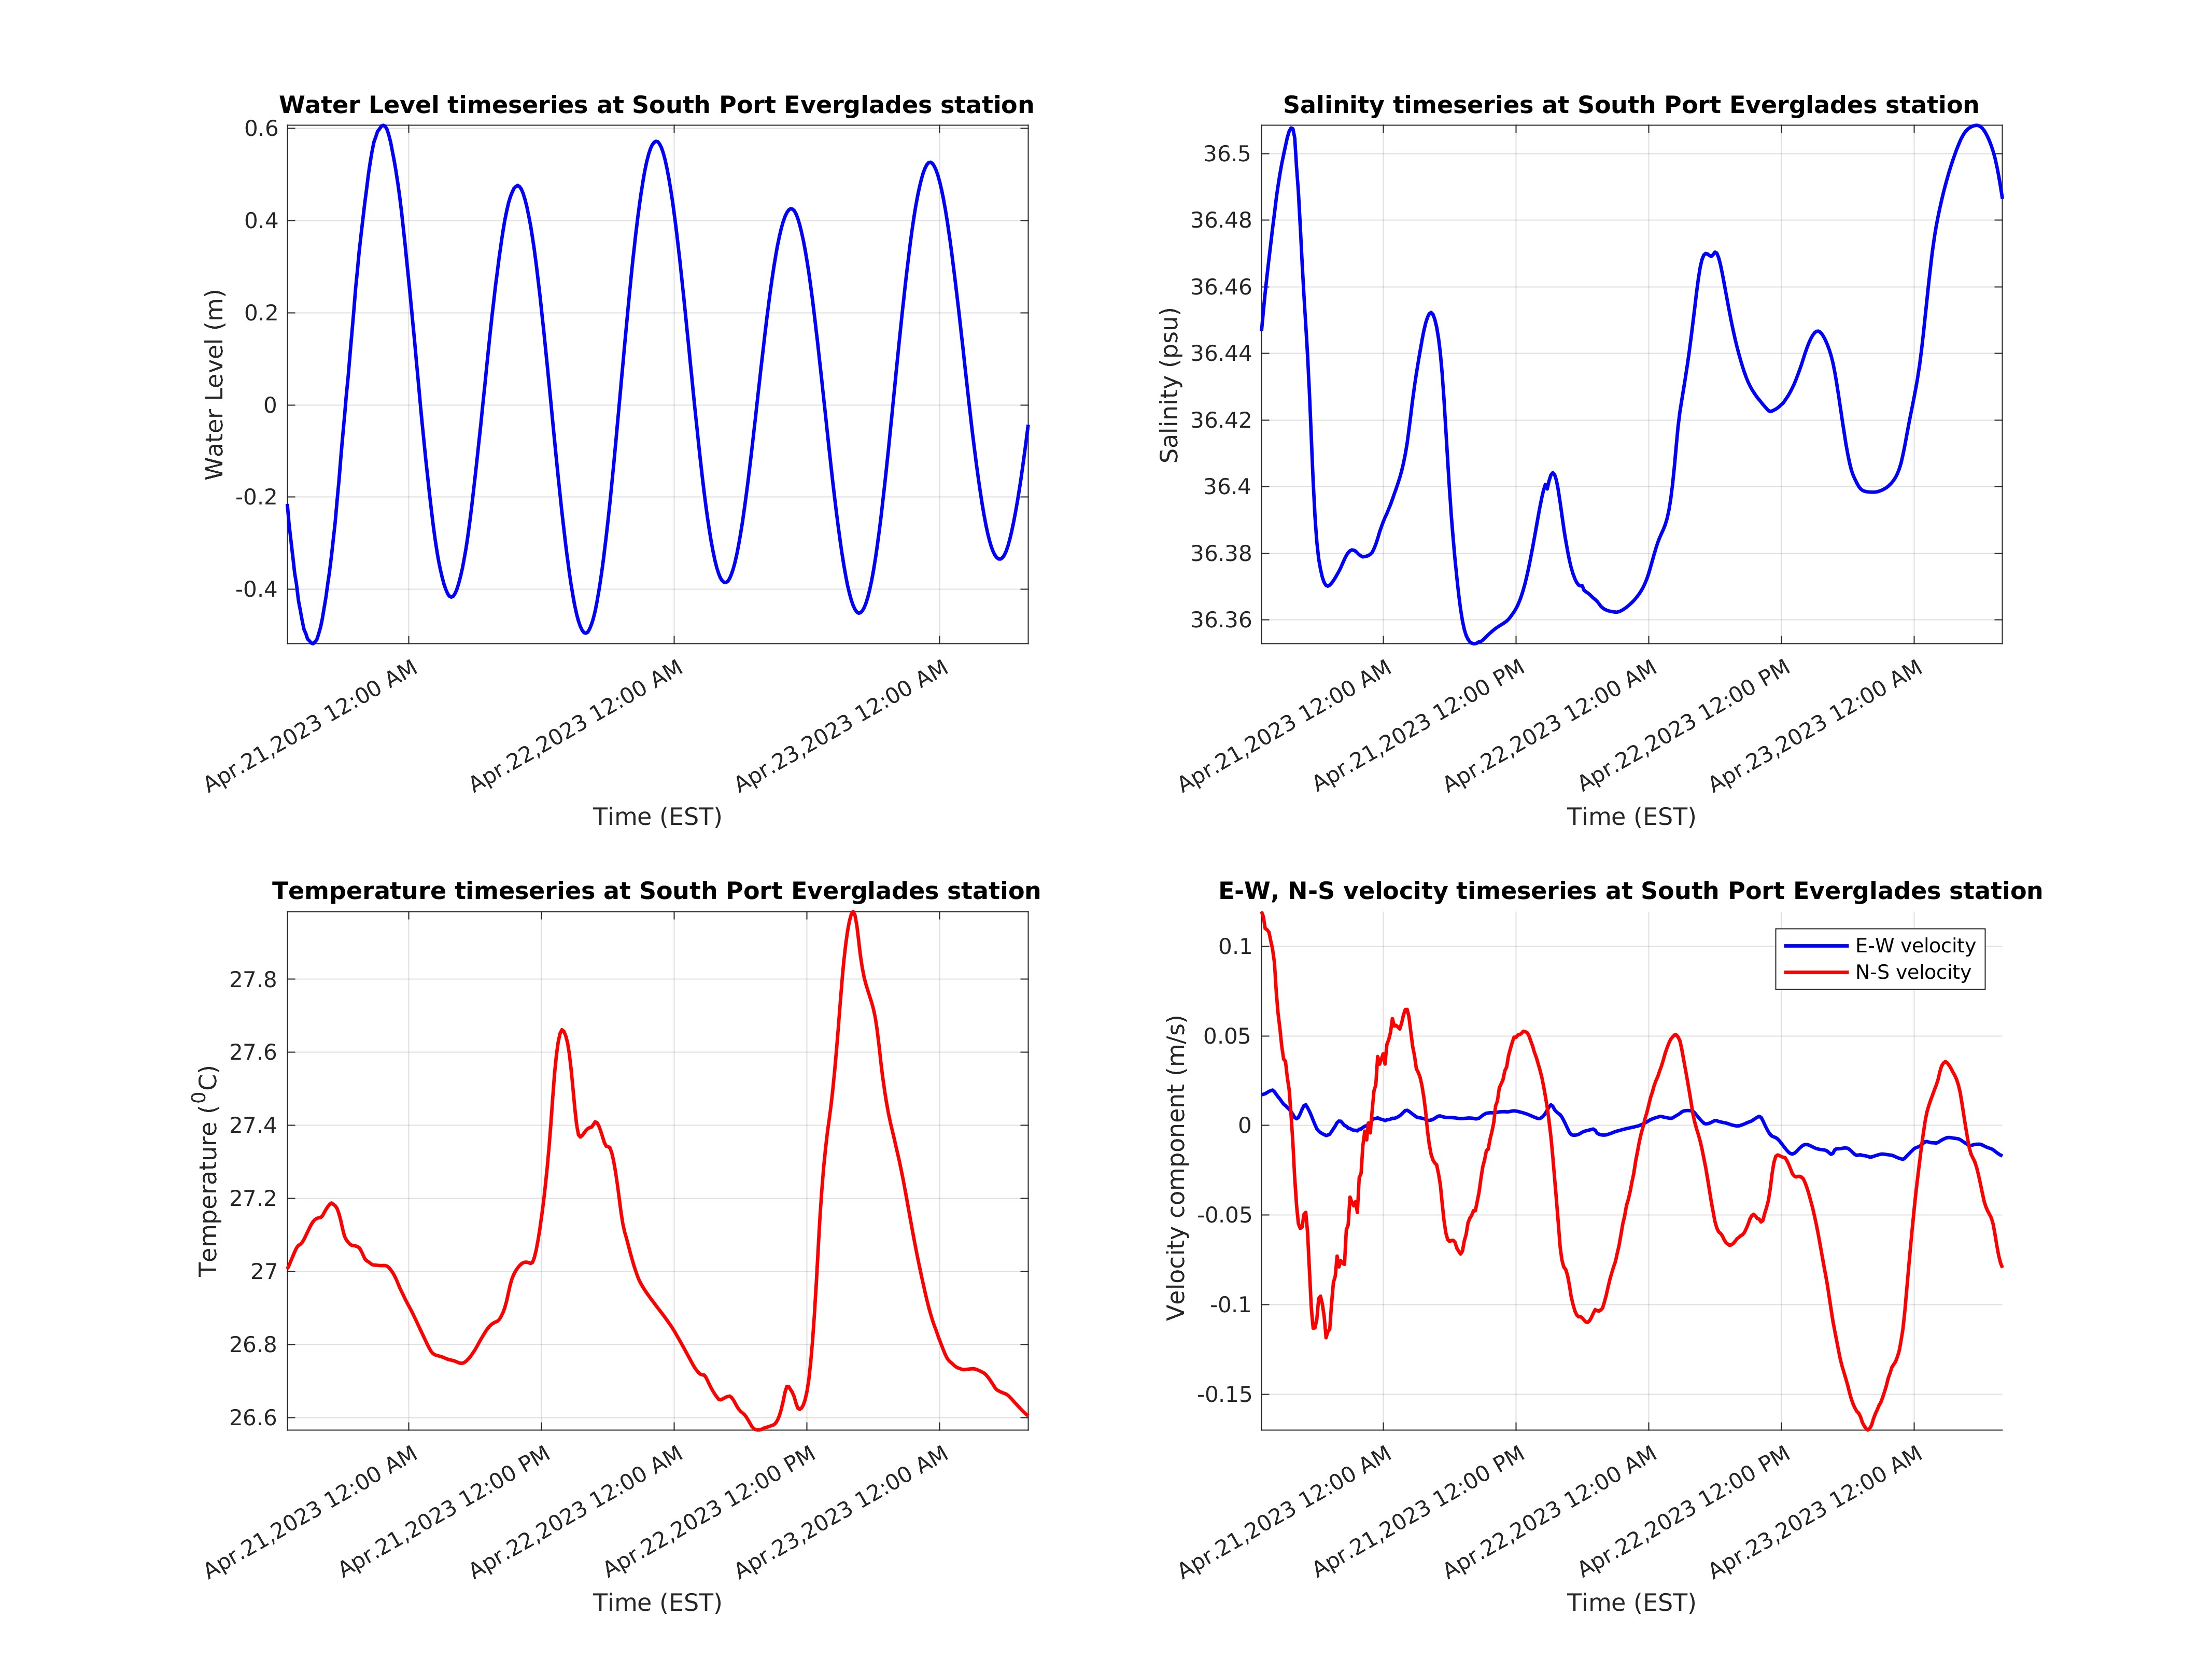 Water Level timeseries at South Port Everglades station
0.6
0.4
0.2
0
-0.2
-0.4
Water Level (m)
Apr.21,2023 12:00 AM
Apr.22,2023 12:00 AM
Apr.23,2023 12:00 AM
Time (EST)
Salinity timeseries at South Port Everglades station
36.5
36.48
36.46
36.44
36.42
36.4
36.38
36.36
Salinity (psu)
Apr.21,2023 12:00 AM
Apr.21,2023 12:00 PM
Apr.22,2023 12:00 AM
Apr.22,2023 12:00 PM
Apr.23,2023 12:00 AM
Time (EST)
Temperature timeseries at South Port Everglades station
27.8
27.6
27.4
27.2
27
26.8
26.6
Temperature (⁰C)
Apr.21,2023 12:00 AM
Apr.21,2023 12:00 PM
Apr.22,2023 12:00 AM
Apr.22,2023 12:00 PM
Apr.23,2023 12:00 AM
Time (EST)
E-W, N-S velocity timeseries at South Port Everglades station
E-W velocity
N-S velocity
0.1
0.05
0
-0.05
-0.1
-0.15
Velocity component (m/s)
Apr.21,2023 12:00 AM
Apr.21,2023 12:00 PM
Apr.22,2023 12:00 AM
Apr.22,2023 12:00 PM
Apr.23,2023 12:00 AM
Time (EST)